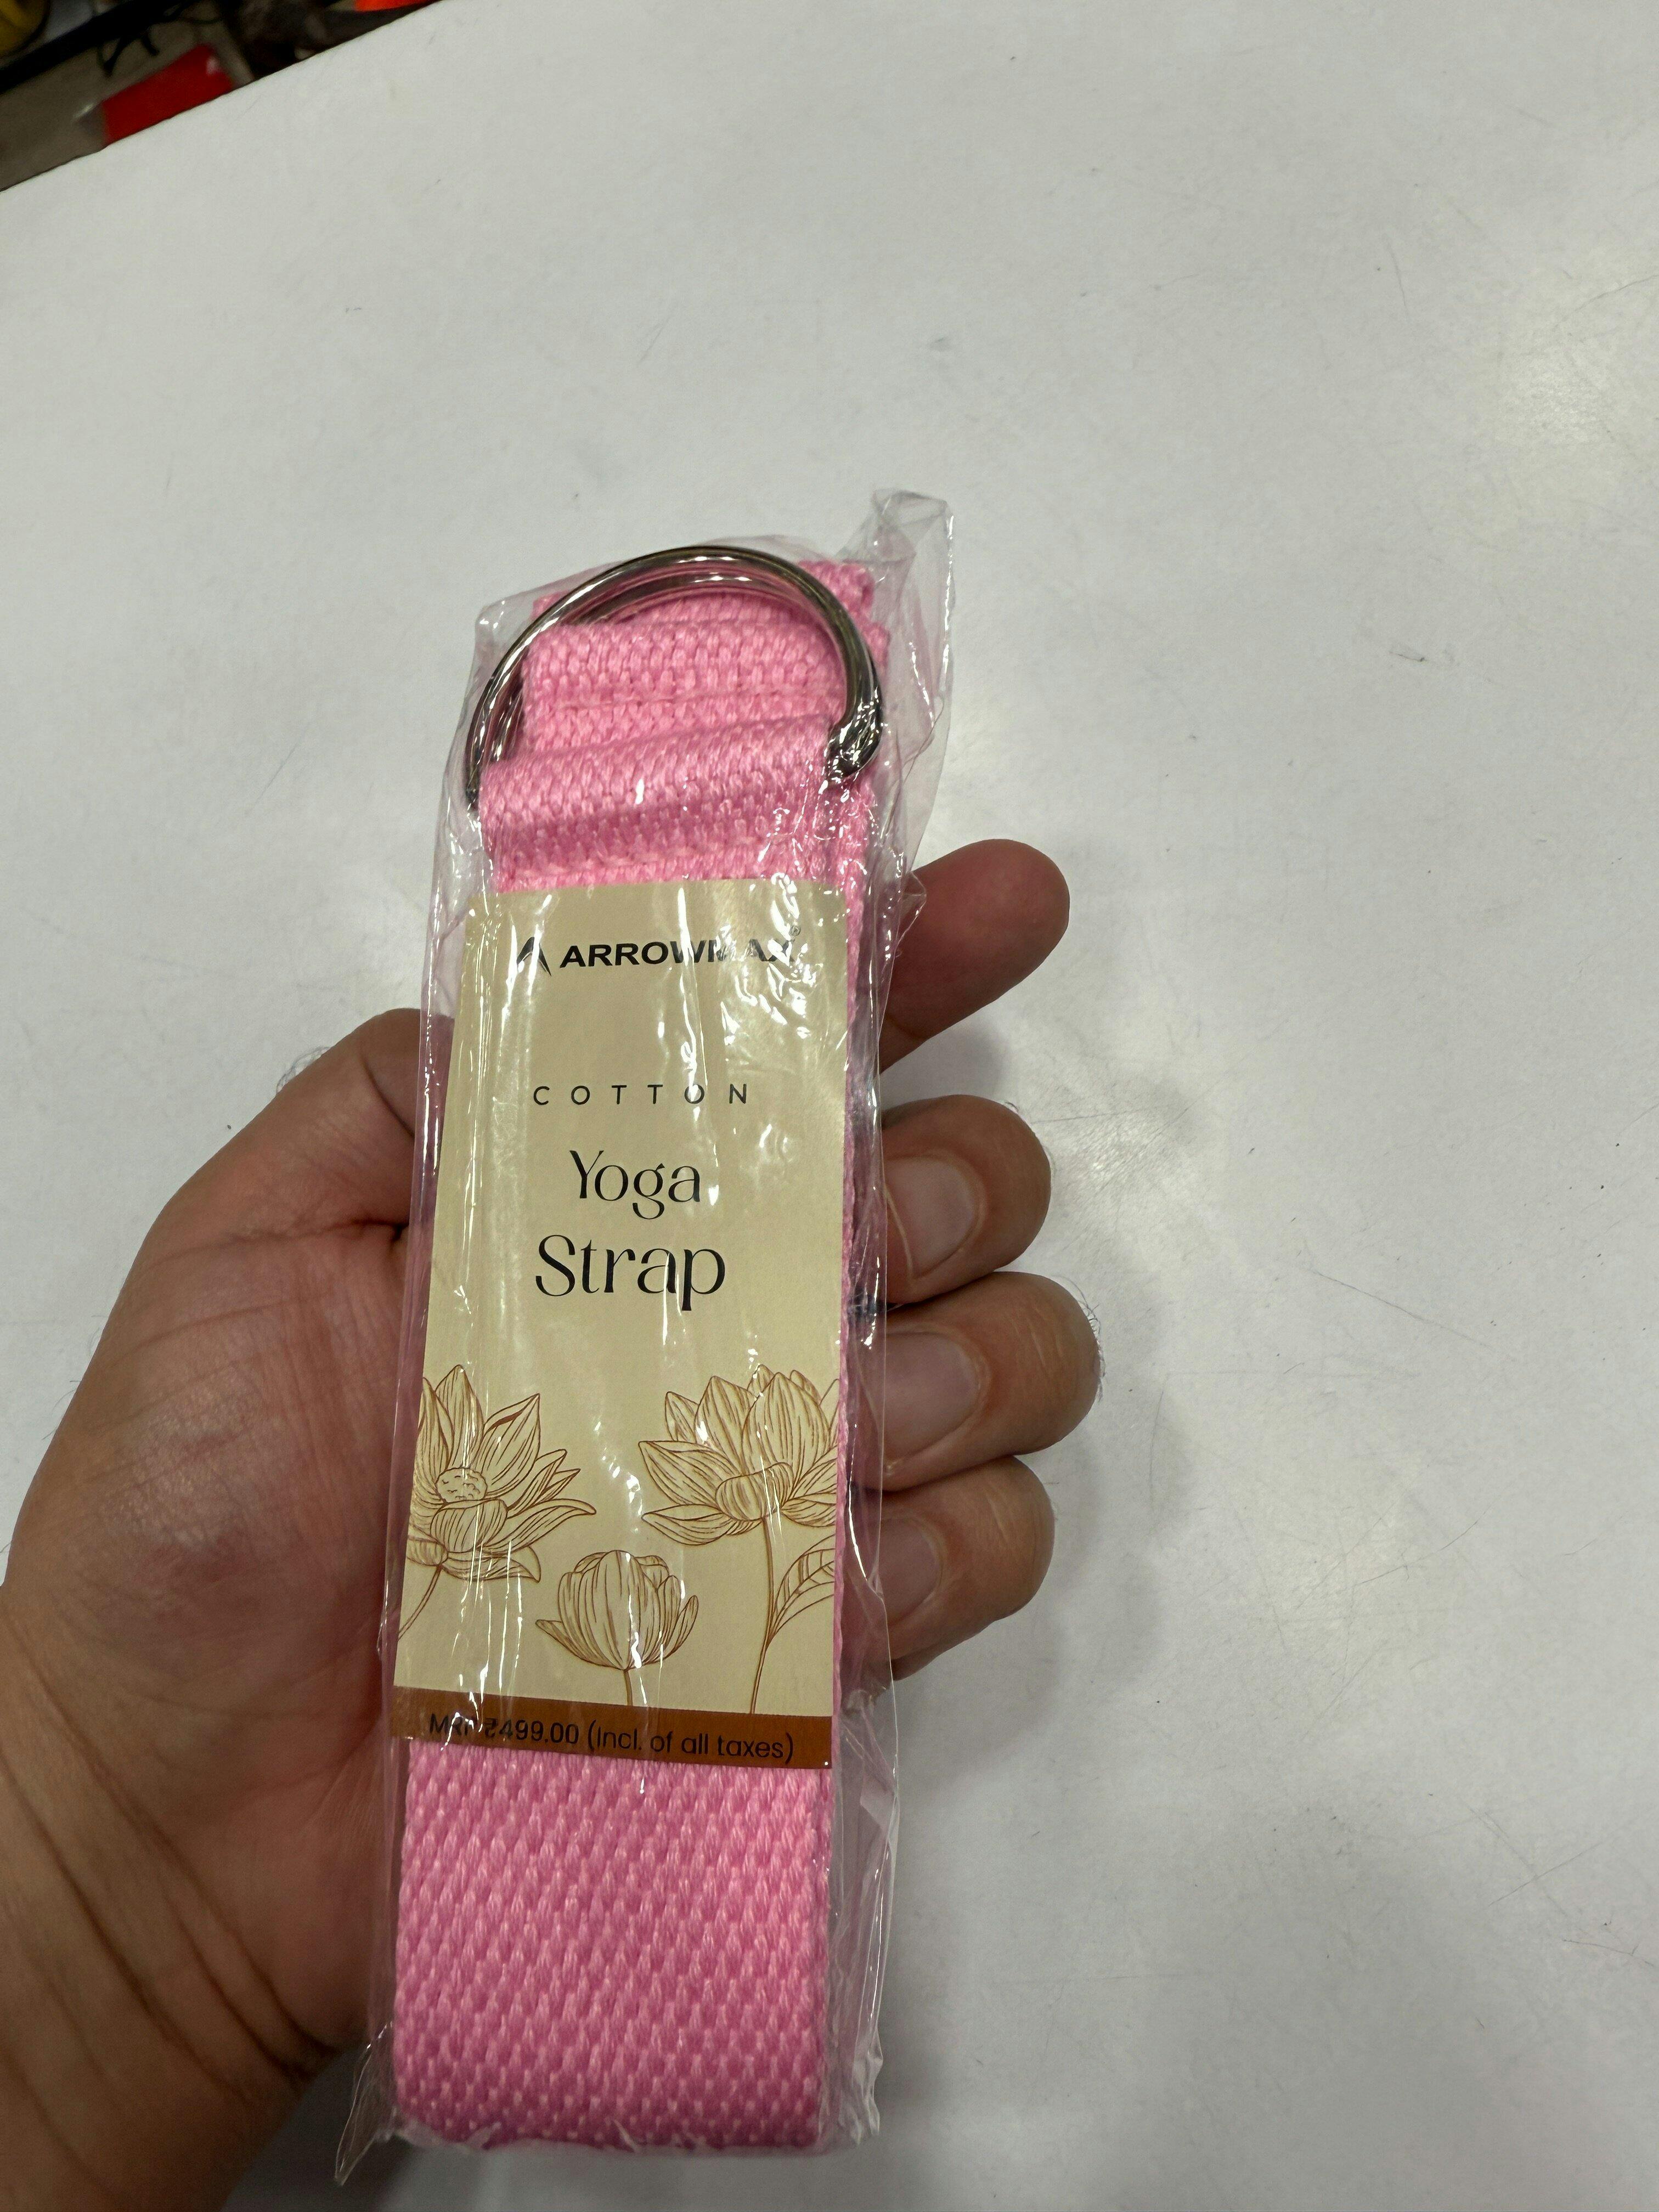 ARROWMAX®
COTTON
Yoga
Strap
MRP ₹499.00 (Incl. of all taxes)